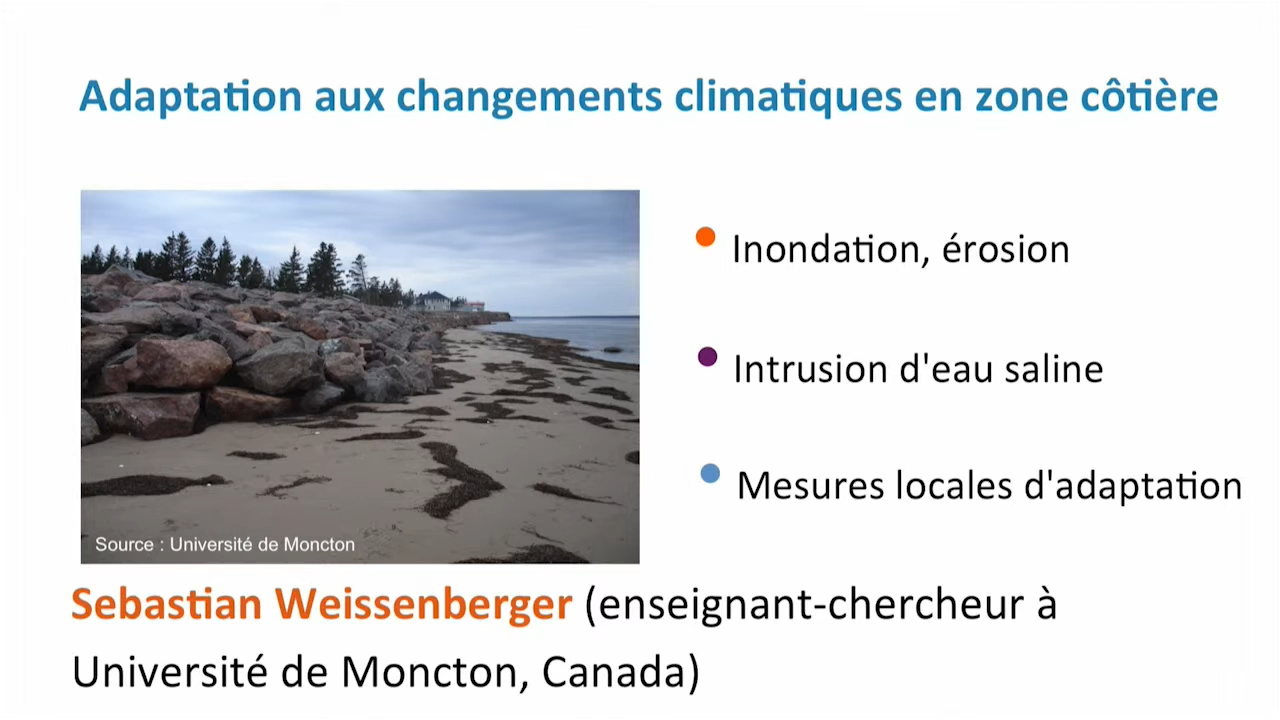 Adaptation aux changements climatiques en zone côtière
Inondation, érosion
Intrusion d'eau saline
Mesures locales d'adaptation
Source : Université de Moncton
Sebastian Weissenberger (enseignant-chercheur à
Université de Moncton, Canada)